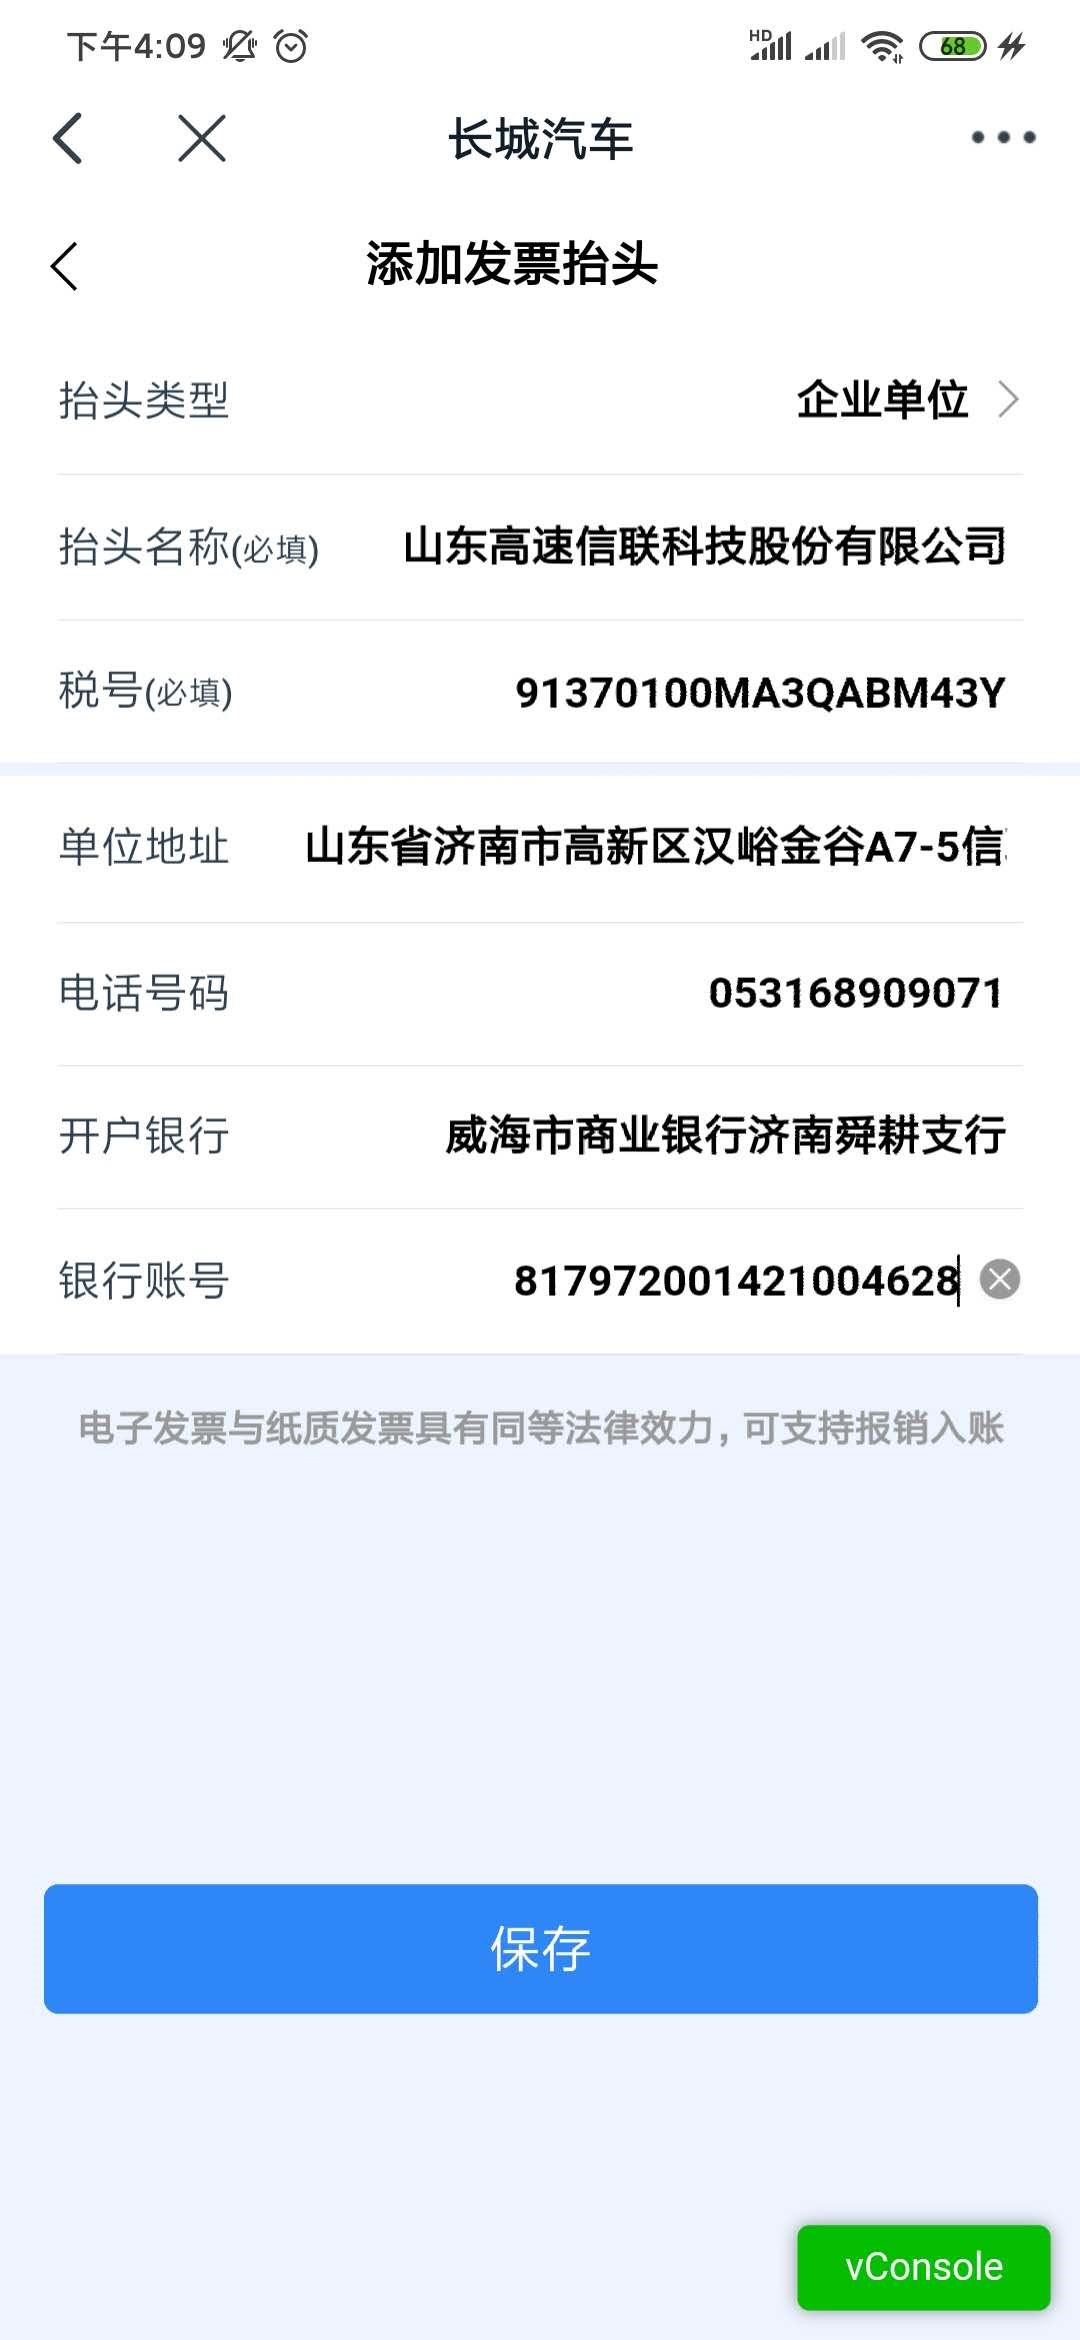 下午4:09 HD 68
长城汽车
添加发票抬头
抬头类型 企业单位
抬头名称(必填) 山东高速信联科技股份有限公司
税号(必填) 91370100MA3QABM43Y
单位地址 山东省济南市高新区汉峪金谷A7-5信
电话号码 053168909071
开户银行 威海市商业银行济南舜耕支行
银行账号 817972001421004628
电子发票与纸质发票具有同等法律效力，可支持报销入账
保存
vConsole